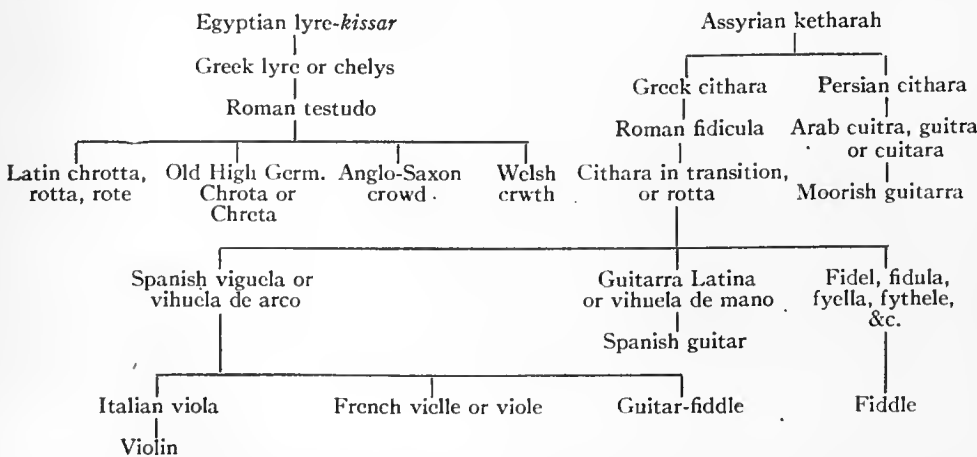 Egyptian lyre-kissar
Assyrian ketharah
Greek lyre or chelys
Greek cithara
Persian cithara
Roman testudo
Roman fidicula
Arab cuitra, guitra
or cuitara
Latin chrotta,
rotta, rote
Old High Germ.
Chrota or
Chreta
Anglo-Saxon
crowd.
Welsh
crwth
Cithara in transition,
or rotta
Moorish guitarra
Spanish viguela or
vihuela de arco
Guitarra Latina
or vihuela de mano
Fidel, fidula,
fyella, fythele,
&c.
Spanish guitar
Italian viola
French vielle or viole
Guitar-fiddle
Fiddle
Violin